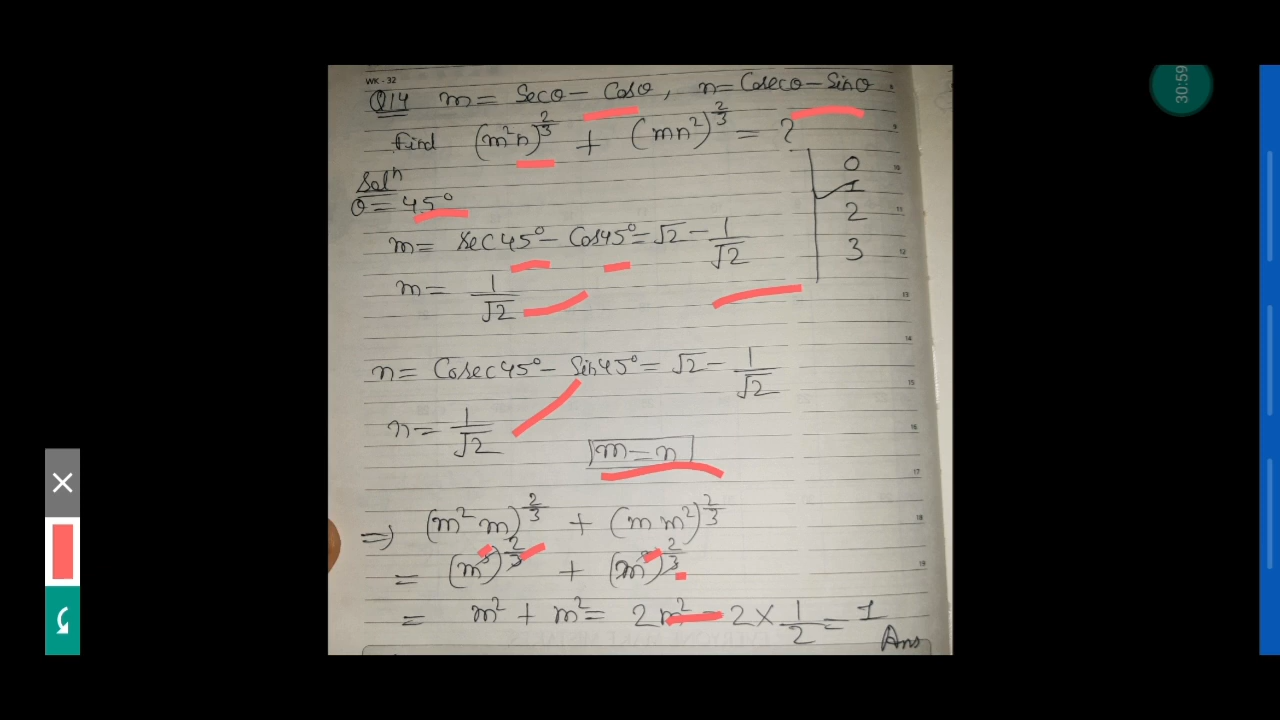 WK - 32
Q14 m = Secθ - Cosθ, n = Cosecθ - Sinθ
find (m²n)^2/3 + (mn²)^2/3 = ?
0
1
2
3
Solⁿ
θ = 45°
m = sec45° - Cos45° = √2 - 1/√2
m = 1/√2
n = Cosec45° - Sin45° = √2 - 1/√2
n = 1/√2
m = n
⇒ (m² m)^2/3 + (m m²)^2/3
= (m³)^2/3 + (m³)^2/3
= m² + m² = 2m² = 2 × 1/2 = 1
Ans
30:59